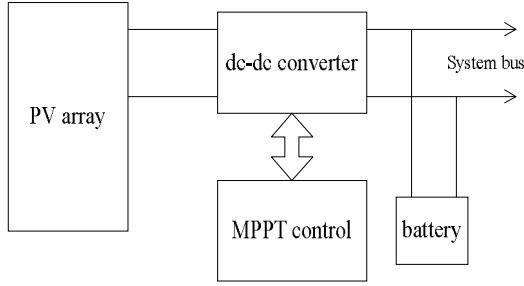 dc-dc converter
System bus
PV array
MPPT control
battery